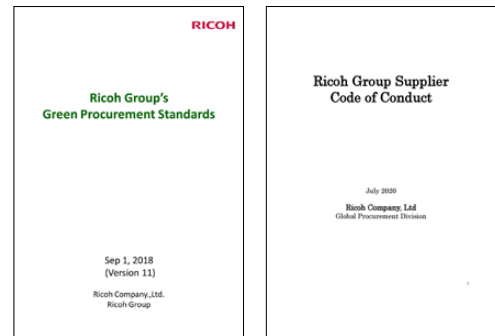 RICOH
Ricoh Group's
Green Procurement Standards
Sep 1, 2018
(Version 11)
Ricoh Company.,Ltd.
Ricoh Group
Ricoh Group Supplier
Code of Conduct
July 2020
Ricoh Company, Ltd
Global Procurement Division